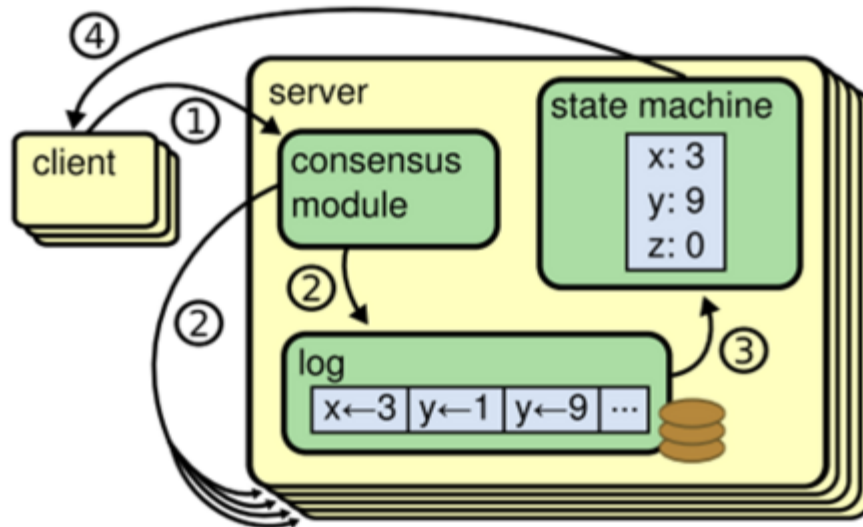 ④
①
server
state machine
client
consensus
module
x: 3
y: 9
z: 0
②
②
③
log
x←3 y←1 y←9 ...